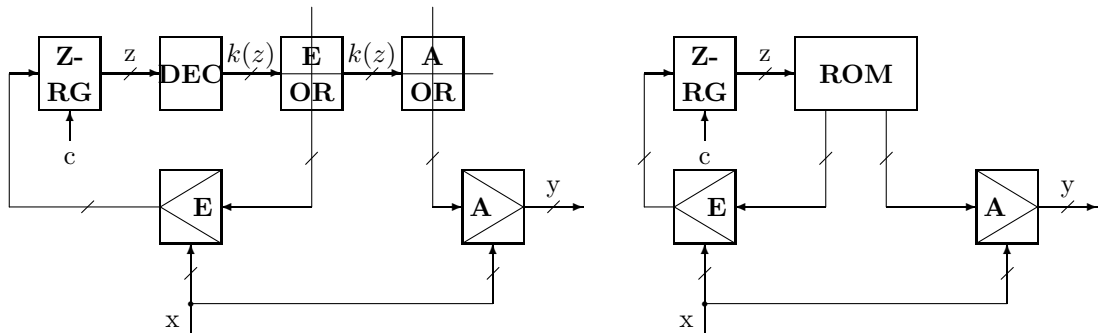 Z-
RG
z
DEC
k(z)
E
OR
k(z)
A
OR
c
E
A
y
x
Z-
RG
z
ROM
c
E
A
y
x